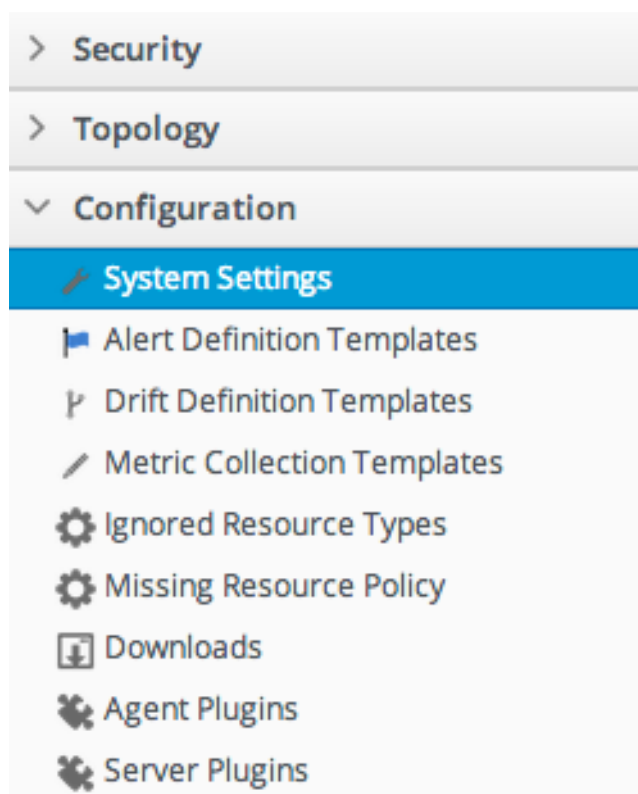 Security
Topology
Configuration
System Settings
Alert Definition Templates
Drift Definition Templates
Metric Collection Templates
Ignored Resource Types
Missing Resource Policy
Downloads
Agent Plugins
Server Plugins